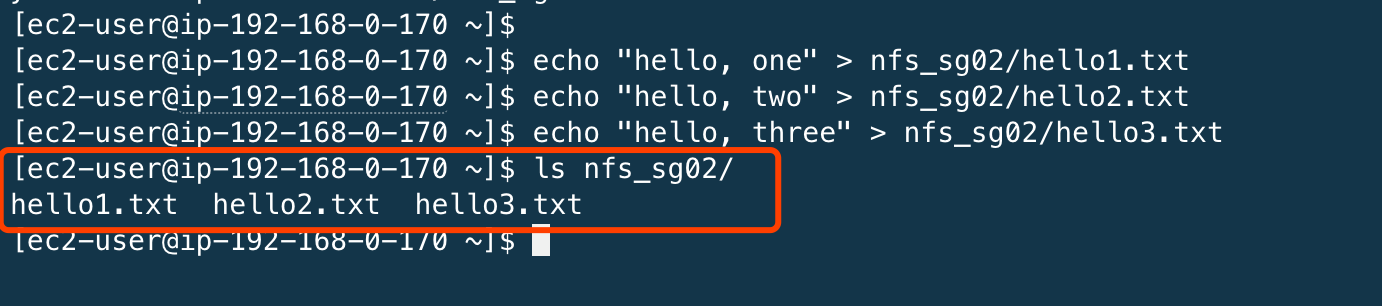 [ec2-user@ip-192-168-0-170 ~]$
[ec2-user@ip-192-168-0-170 ~]$ echo "hello, one" > nfs_sg02/hello1.txt
[ec2-user@ip-192-168-0-170 ~]$ echo "hello, two" > nfs_sg02/hello2.txt
[ec2-user@ip-192-168-0-170 ~]$ echo "hello, three" > nfs_sg02/hello3.txt
[ec2-user@ip-192-168-0-170 ~]$ ls nfs_sg02/
hello1.txt  hello2.txt  hello3.txt
[ec2-user@ip-192-168-0-170 ~]$